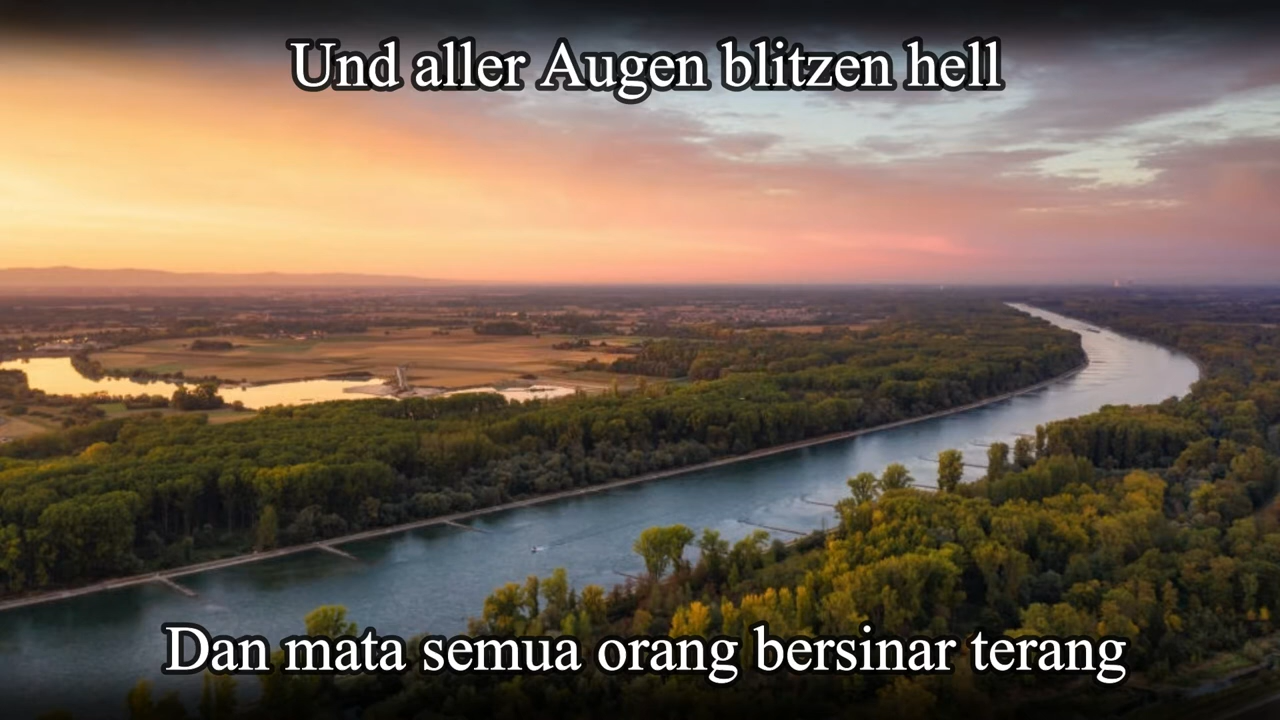 Und aller Augen blitzen hell
Dan mata semua orang bersinar terang